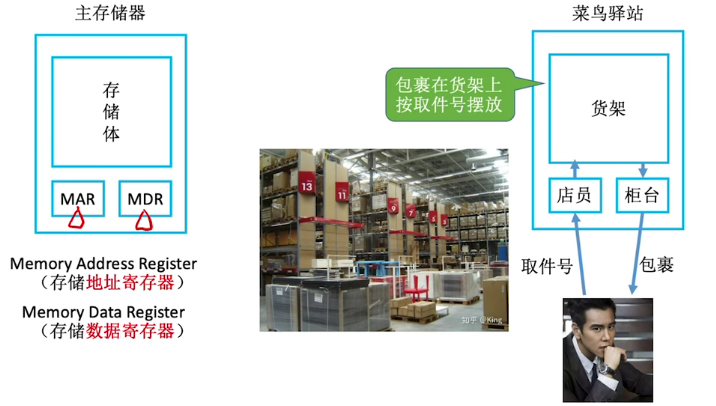 主存储器
存
储
体
MAR
MDR
Memory Address Register
（存储地址寄存器）
Memory Data Register
（存储数据寄存器）
13
11
9
7
知乎 @King
菜鸟驿站
包裹在货架上
按取件号摆放
货架
店员
柜台
取件号
包裹